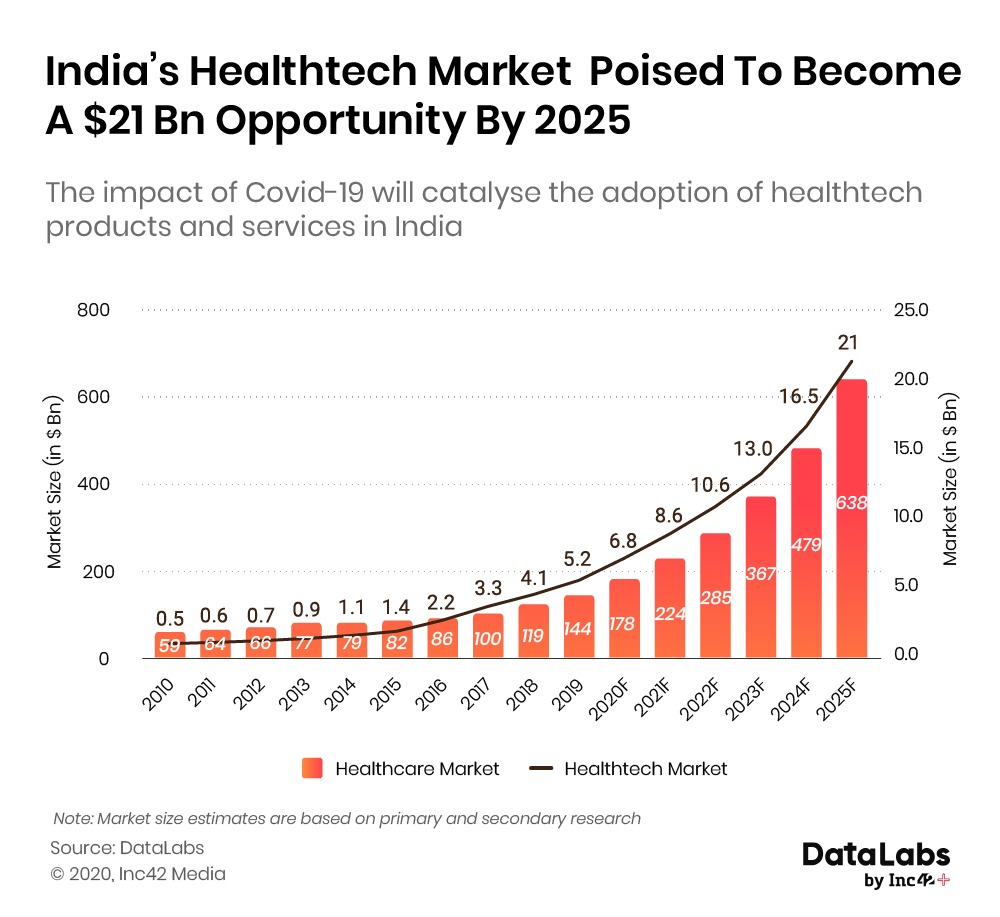 India's Healthtech Market Poised To Become
A $21 Bn Opportunity By 2025
The impact of Covid-19 will catalyse the adoption of healthtech
products and services in India
Market Size (in $ Bn)
800
600
400
200
0
25.0
20.0
15.0
10.0
5.0
0.0
Market Size (in $ Bn)
0.5 0.6 0.7 0.9 1.1 1.4 2.2 3.3 4.1 5.2 6.8 8.6 10.6 13.0 16.5 21
59 64 66 77 79 82 86 100 119 144 178 224 285 367 479 638
2010 2011 2012 2013 2014 2015 2016 2017 2018 2019 2020F 2021F 2022F 2023F 2024F 2025F
Healthcare Market Healthtech Market
Note: Market size estimates are based on primary and secondary research
Source: DataLabs
© 2020, Inc42 Media
DataLabs
by Inc42+